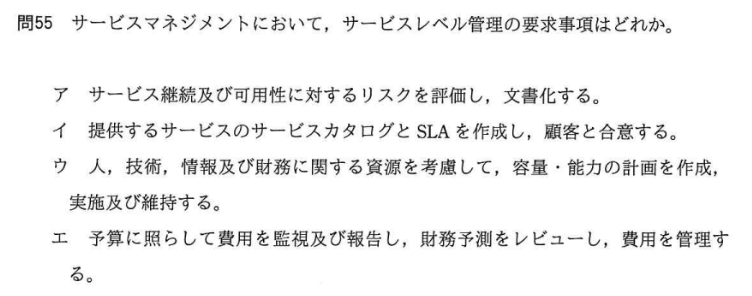 問55 サービスマネジメントにおいて，サービスレベル管理の要求事項はどれか。
ア サービス継続及び可用性に対するリスクを評価し，文書化する。
イ 提供するサービスのサービスカタログと SLA を作成し，顧客と合意する。
ウ 人，技術，情報及び財務に関する資源を考慮して，容量・能力の計画を作成，
実施及び維持する。
エ 予算に照らして費用を監視及び報告し，財務予測をレビューし，費用を管理す
る。